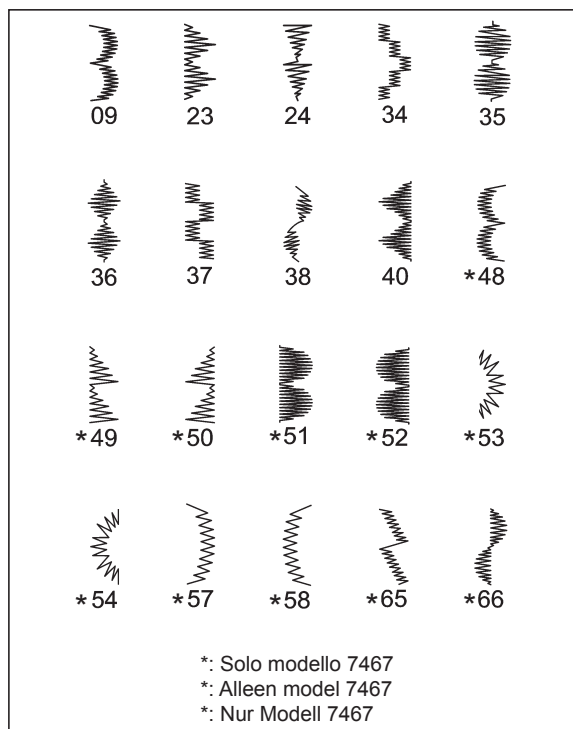 09 23 24 34 35
36 37 38 40 *48
*49 *50 *51 *52 *53
*54 *57 *58 *65 *66
*: Solo modello 7467
*: Alleen model 7467
*: Nur Modell 7467